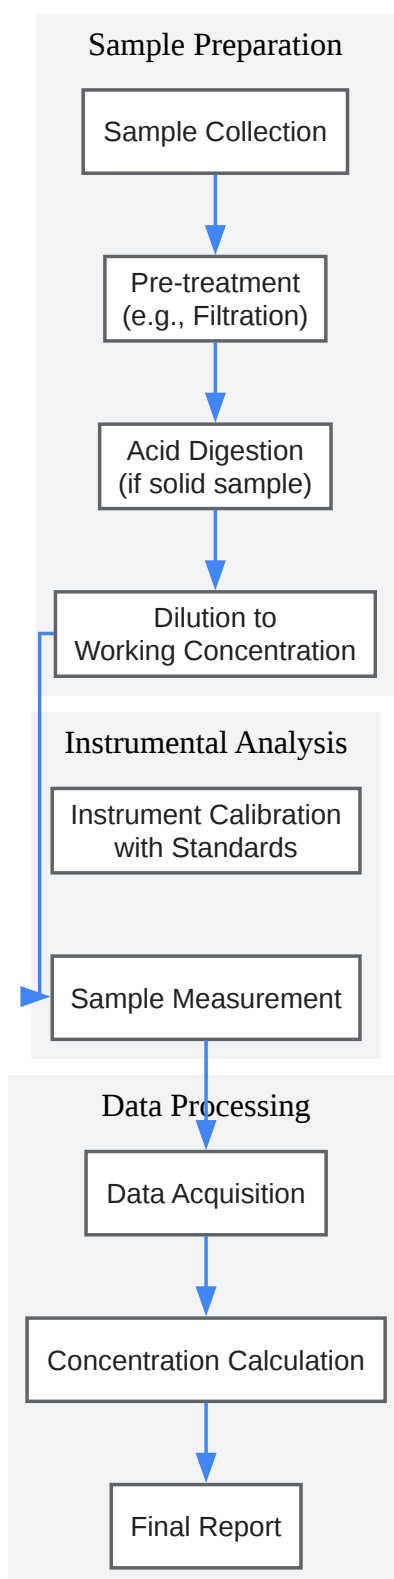 Sample Preparation
Sample Collection
Pre-treatment
(e.g., Filtration)
Acid Digestion
(if solid sample)
Dilution to
Working Concentration
Instrumental Analysis
Instrument Calibration
with Standards
Sample Measurement
Data Processing
Data Acquisition
Concentration Calculation
Final Report